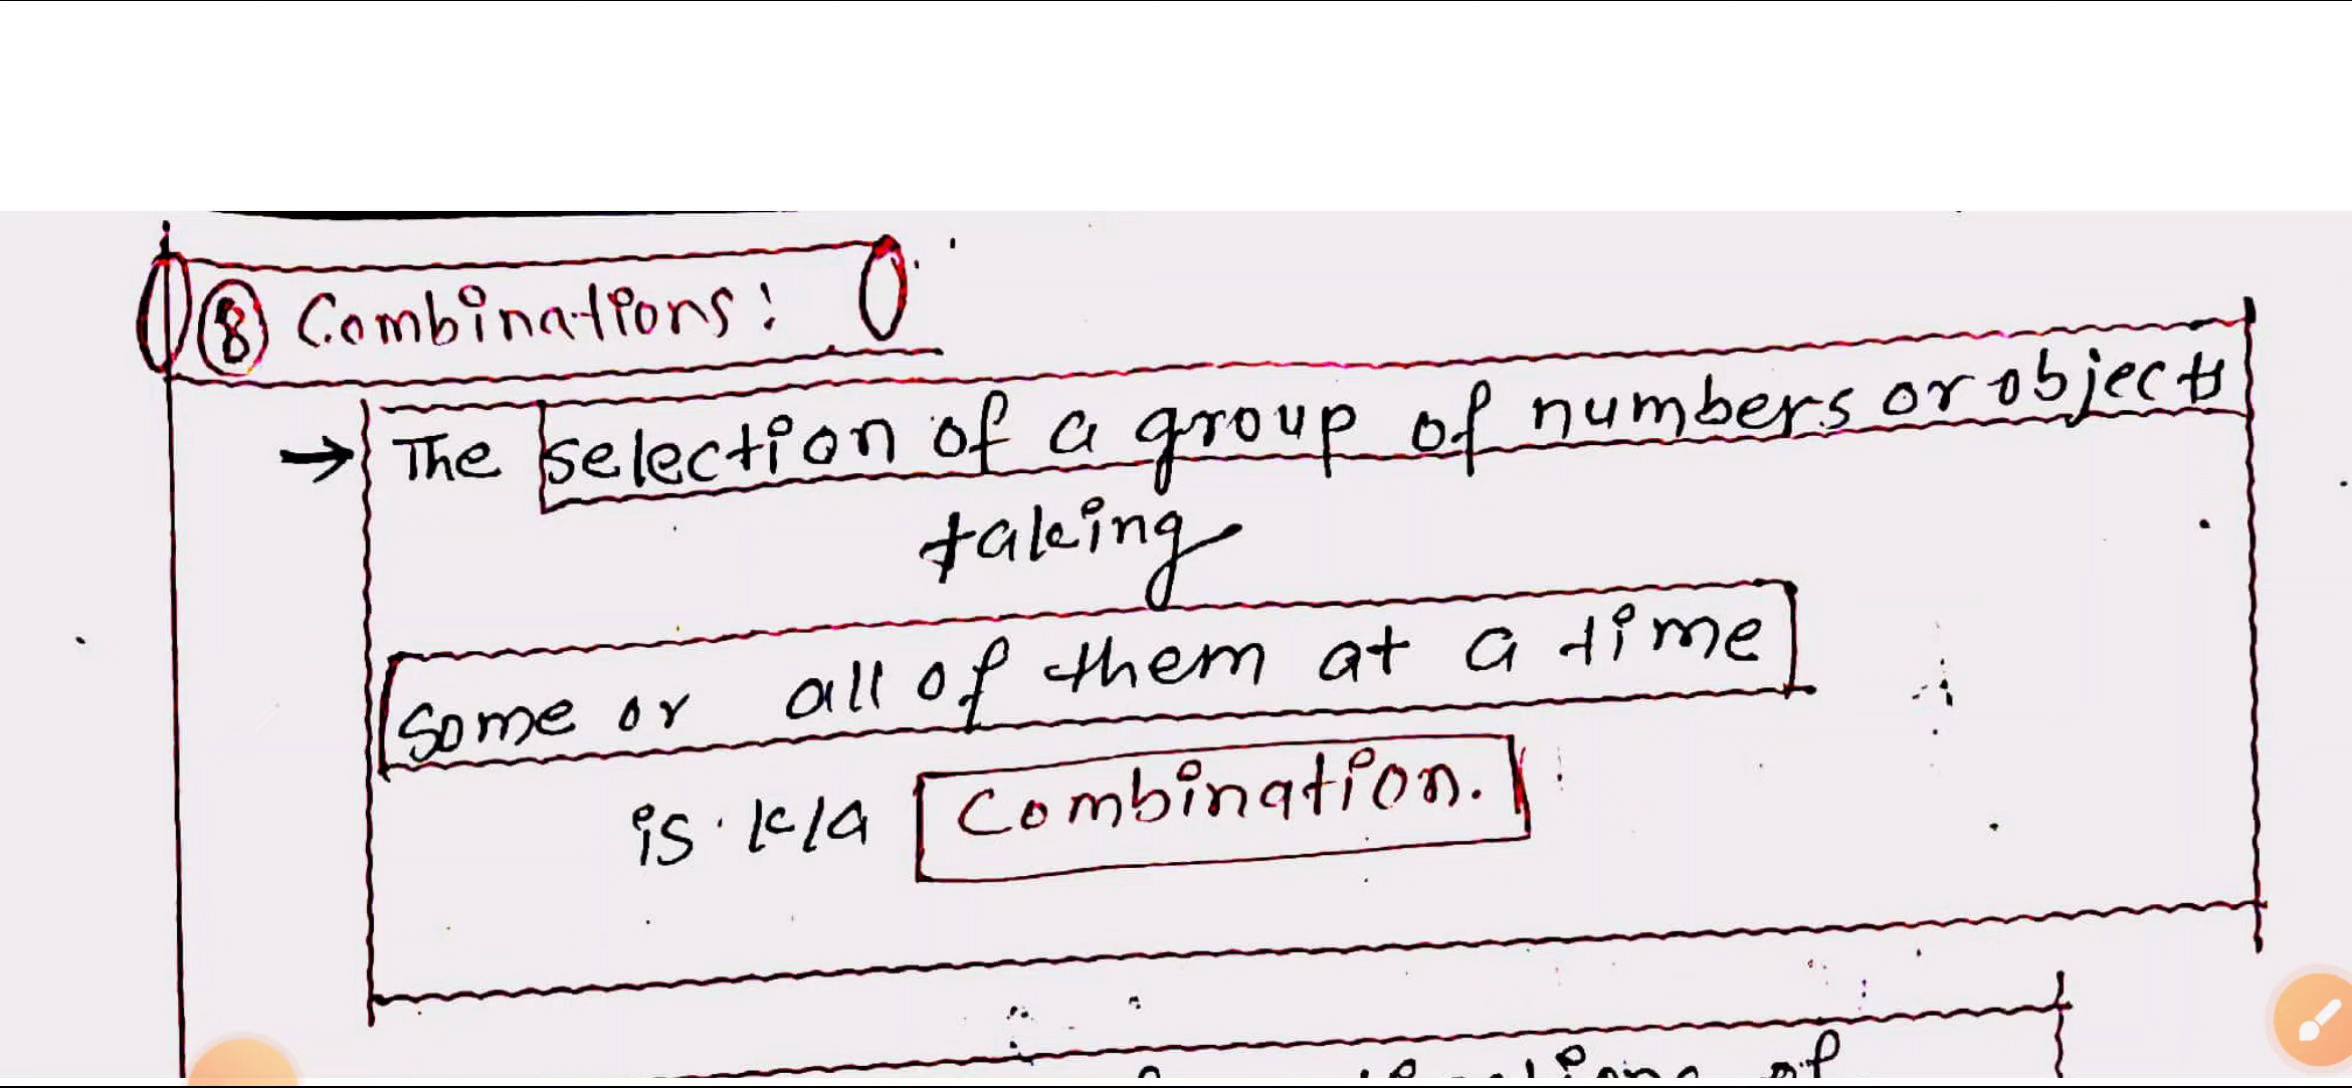 ⑧ Combinations:
→ The selection of a group of numbers or objects
taking
some or all of them at a time
is k/a Combination.
of